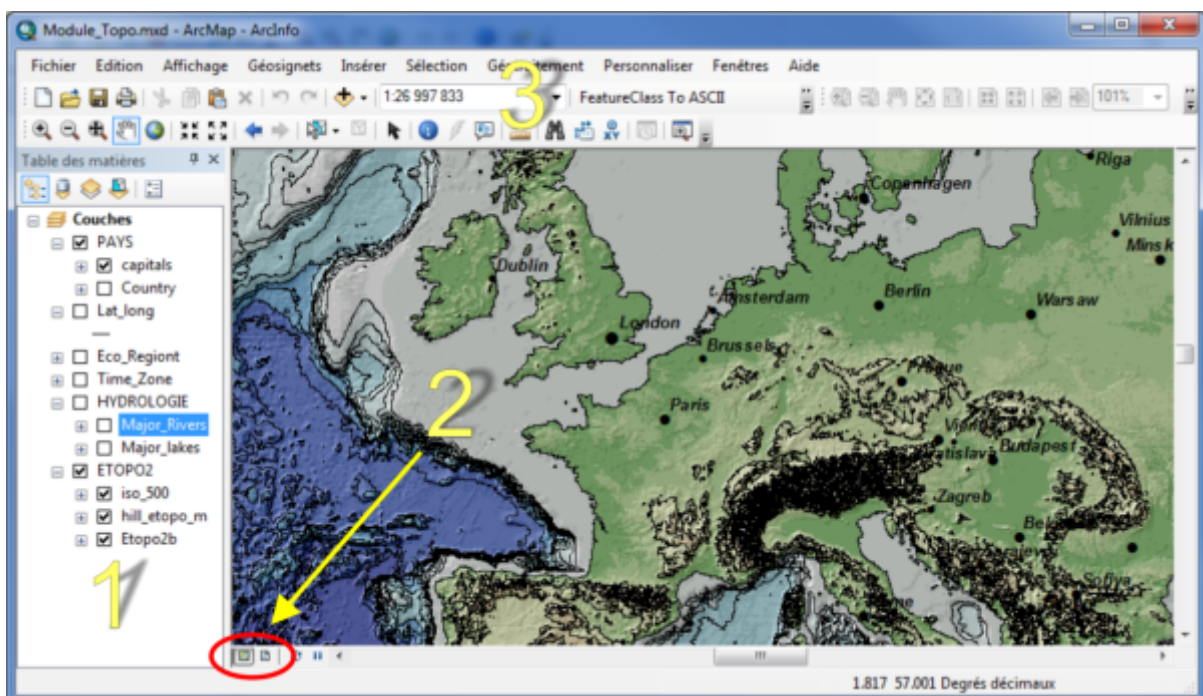 Module_Topo.mxd - ArcMap - ArcInfo
Fichier Edition Affichage Géosignets Insérer Sélection Personnaliser Fenêtres Aide
1:26 997 833 FeatureClass To ASCII 101%
3
Table des matières
Couches
PAYS
capitals
Country
Lat_long
Eco_Regiont
Time_Zone
HYDROLOGIE
Major_Rivers
Major_lakes
ETOPO2
iso_500
hill_etopo_m
Etopo2b
1
2
Riga
Copenhagen
Vilnius
Minsk
Dublin
Amsterdam
Berlin
Warsaw
London
Brussels
Prague
Paris
Budapest
Zagreb
Sofiya
1.817 57.001 Degrés décimaux